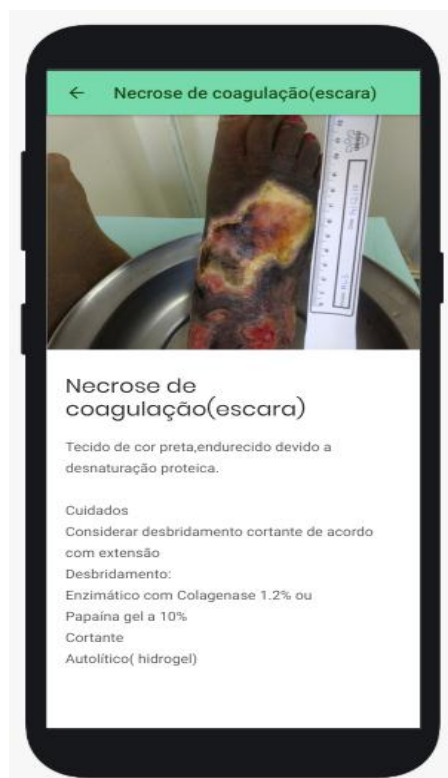 Necrose de coagulação(escara)
Necrose de
coagulação(escara)
Tecido de cor preta,endurecido devido a
desnaturação proteica.
Cuidados
Considerar desbridamento cortante de acordo
com extensão
Desbridamento:
Enzimático com Colagenase 1.2% ou
Papaína gel a 10%
Cortante
Autolítico( hidrogel)